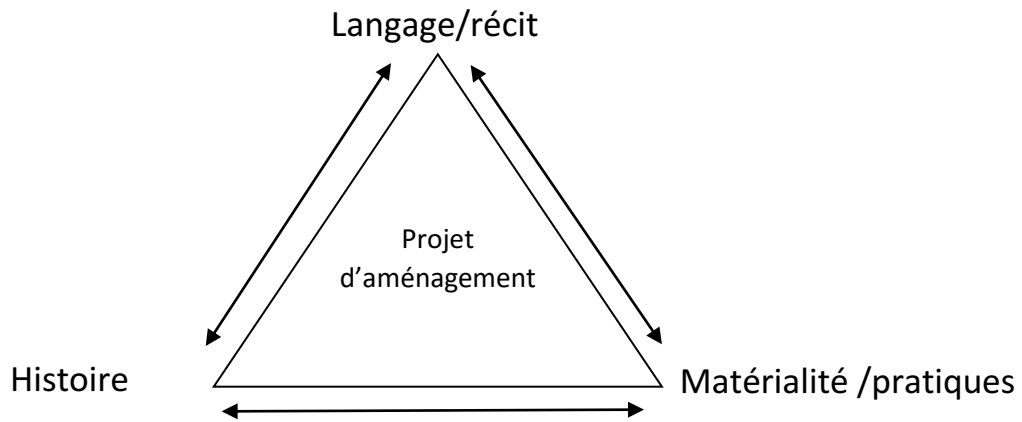 Langage/récit
Projet
d’aménagement
Histoire
Matérialité /pratiques